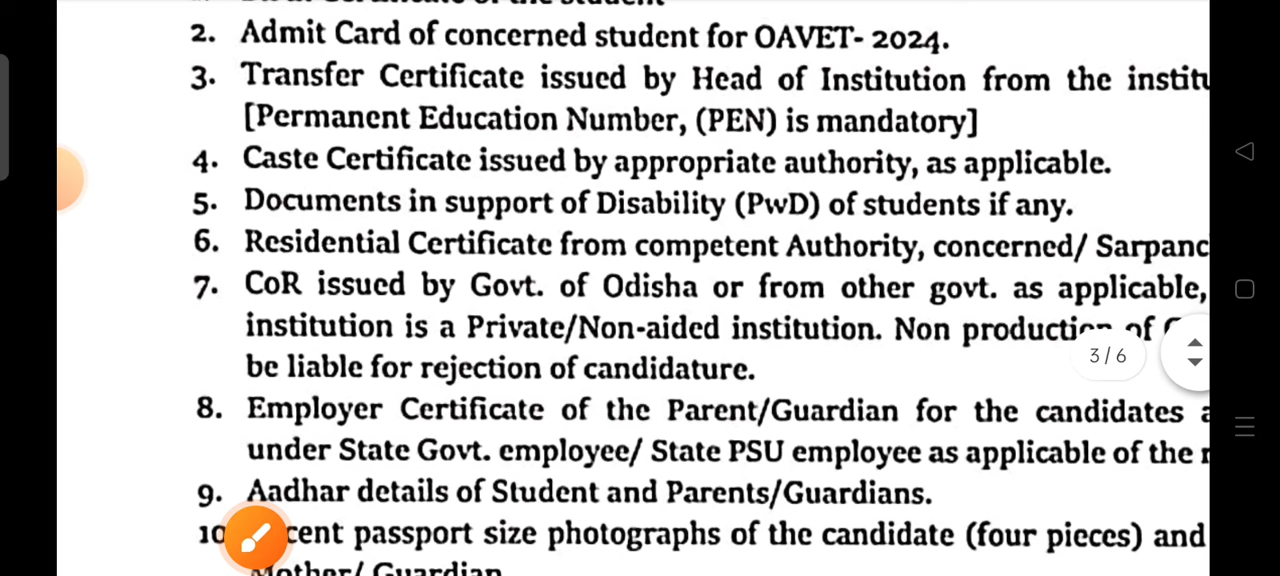 2. Admit Card of concerned student for OAVET- 2024.
3. Transfer Certificate issued by Head of Institution from the
[Permanent Education Number, (PEN) is mandatory]
4. Caste Certificate issued by appropriate authority, as applicable.
5. Documents in support of Disability (PwD) of students if any.
6. Residential Certificate from competent Authority, concerned/
7. CoR issued by Govt. of Odisha or from other govt. as applicable,
institution is a Private/Non-aided institution. Non production of
3/6
be liable for rejection of candidature.
8. Employer Certificate of the Parent/Guardian for the candidates
under State Govt. employee/ State PSU employee as applicable of the
9. Aadhar details of Student and Parents/Guardians.
passport size photographs of the candidate (four pieces) and
Mother/ Guardian